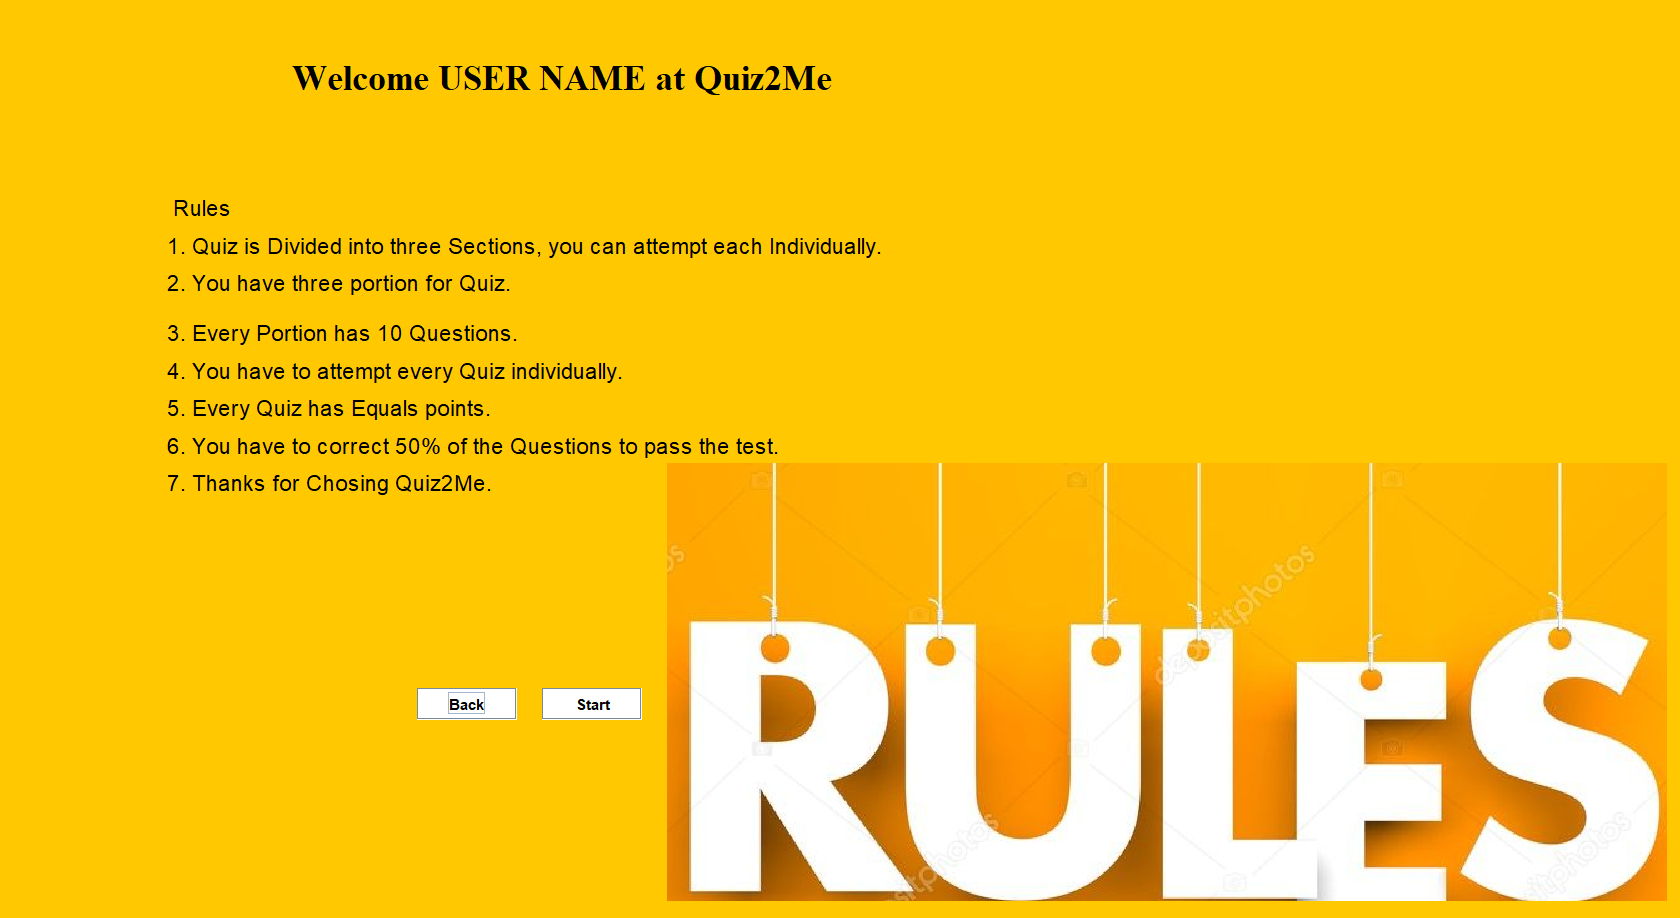 Welcome USER NAME at Quiz2Me
Rules
1. Quiz is Divided into three Sections, you can attempt each Individually.
2. You have three portion for Quiz.
3. Every Portion has 10 Questions.
4. You have to attempt every Quiz individually.
5. Every Quiz has Equals points.
6. You have to correct 50% of the Questions to pass the test.
7. Thanks for Chosing Quiz2Me.
Back
Start
RULES
depositphotos
os
sitphotos
sitphotos